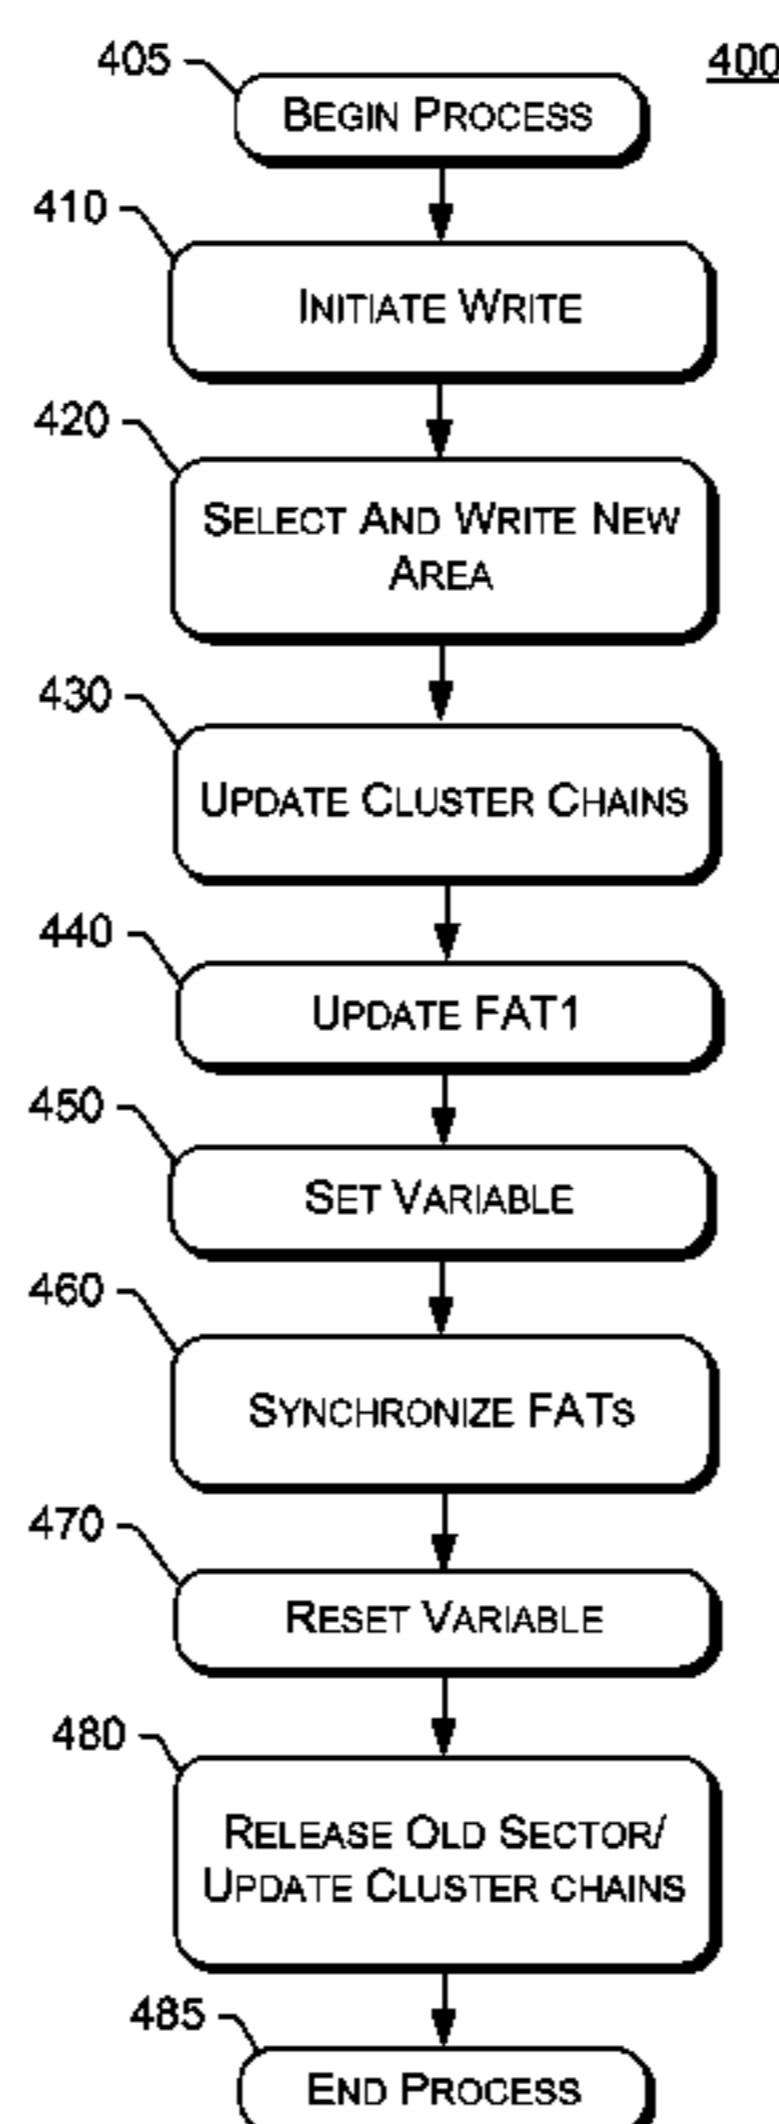 405
400
BEGIN PROCESS
410
INITIATE WRITE
420
SELECT AND WRITE NEW
AREA
430
UPDATE CLUSTER CHAINS
440
UPDATE FAT1
450
SET VARIABLE
460
SYNCHRONIZE FATS
470
RESET VARIABLE
480
RELEASE OLD SECTOR/
UPDATE CLUSTER CHAINS
485
END PROCESS